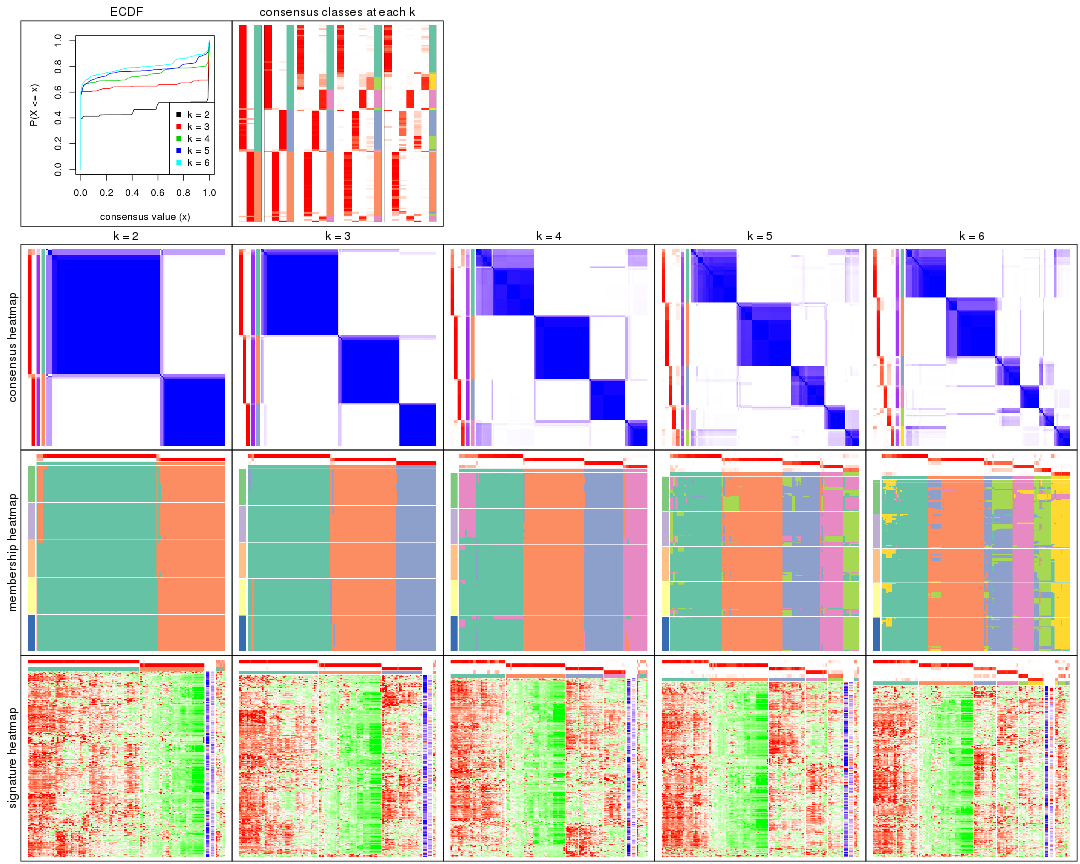 ECDF
consensus classes at each k
P(X <= x)
0.0
0.2
0.4
0.6
0.8
1.0
k = 2
k = 3
k = 4
k = 5
k = 6
0.0 0.2 0.4 0.6 0.8 1.0
consensus value (x)
k = 2
k = 3
k = 4
k = 5
k = 6
consensus heatmap
membership heatmap
signature heatmap